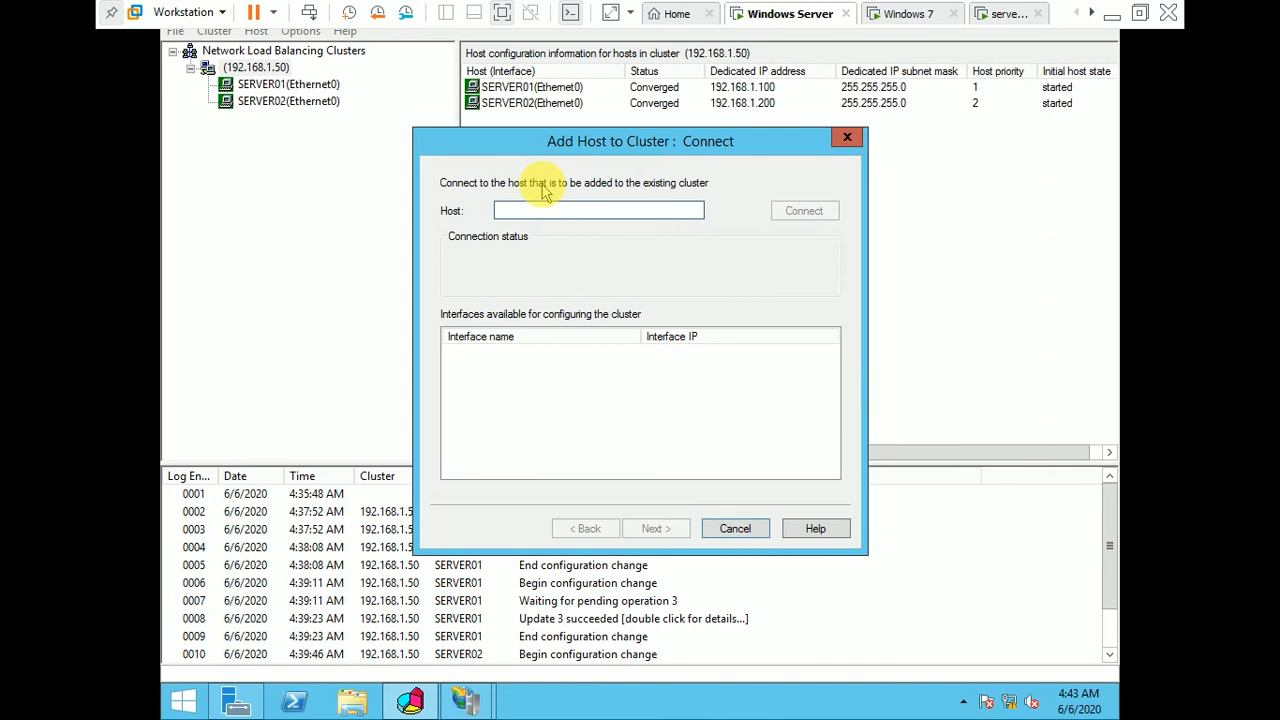 Workstation
Home
Windows Server
Windows 7
serve...
File Cluster Host Options Help
Network Load Balancing Clusters
(192.168.1.50)
SERVER01(Ethernet0)
SERVER02(Ethernet0)
Host configuration information for hosts in cluster (192.168.1.50)
Host (Interface) Status Dedicated IP address Dedicated IP subnet mask Host priority Initial host state
SERVER01(Ethernet0) Converged 192.168.1.100 255.255.255.0 1 started
SERVER02(Ethernet0) Converged 192.168.1.200 255.255.255.0 2 started
Add Host to Cluster : Connect
Connect to the host that is to be added to the existing cluster
Host: Connect
Connection status
Interfaces available for configuring the cluster
Interface name Interface IP
< Back Next > Cancel Help
Log En... Date Time Cluster
0001 6/6/2020 4:35:48 AM
0002 6/6/2020 4:37:52 AM 192.168.1.5
0003 6/6/2020 4:37:52 AM 192.168.1.5
0004 6/6/2020 4:38:08 AM 192.168.1.5
0005 6/6/2020 4:38:08 AM 192.168.1.50 SERVER01 End configuration change
0006 6/6/2020 4:39:11 AM 192.168.1.50 SERVER01 Begin configuration change
0007 6/6/2020 4:39:11 AM 192.168.1.50 SERVER01 Waiting for pending operation 3
0008 6/6/2020 4:39:23 AM 192.168.1.50 SERVER01 Update 3 succeeded [double click for details...]
0009 6/6/2020 4:39:23 AM 192.168.1.50 SERVER01 End configuration change
0010 6/6/2020 4:39:46 AM 192.168.1.50 SERVER02 Begin configuration change
4:43 AM
6/6/2020